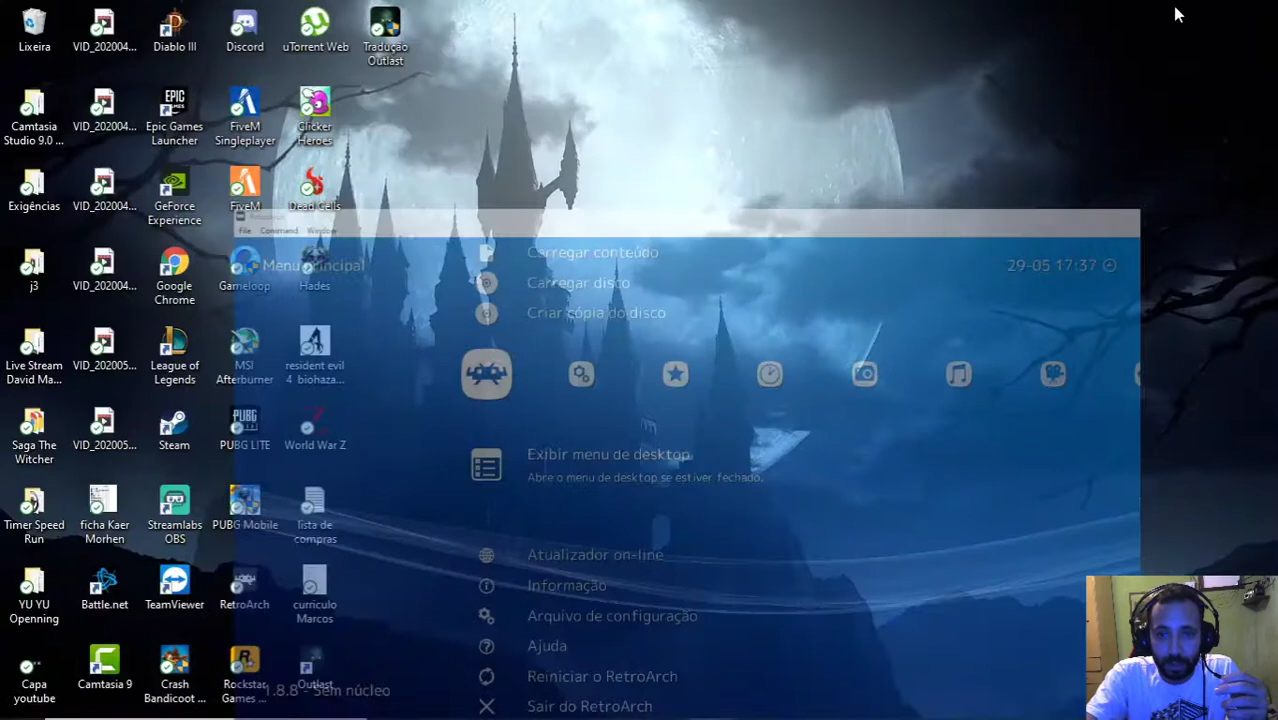 Lixeira
VID_202004...
Diablo III
Discord
uTorrent Web
Tradução
Outlast
Camtasia
Studio 9.0 ...
VID_202004...
Epic Games
Launcher
FiveM
Singleplayer
Clicker
Heroes
Exigências
VID_202004...
GeForce
Experience
FiveM
Dead Cells
File
Command
Window
Menu principal
Carregar conteúdo
29-05 17:37
Carregar disco
Criar cópia do disco
j3
VID_202004...
Google
Chrome
Gameloop
Hades
Live Stream
David Ma...
VID_202005...
League of
Legends
MSI
Afterburner
resident evil
4 biohaza...
Saga The
Witcher
VID_202005...
Steam
PUBG LITE
World War Z
Exibir menu de desktop
Abre o menu de desktop se estiver fechado.
Timer Speed
Run
ficha Kaer
Morhen
Streamlabs
OBS
PUBG Mobile
lista de
compras
Atualizador on-line
Informação
YU YU
Openning
Battle.net
TeamViewer
RetroArch
curriculo
Marcos
Arquivo de configuração
Ajuda
Capa
youtube
Camtasia 9
Crash
Bandicoot ...
Rockstar
Games ...
Outlast
Reiniciar o RetroArch
1.8.8 - Sem núcleo
Sair do RetroArch